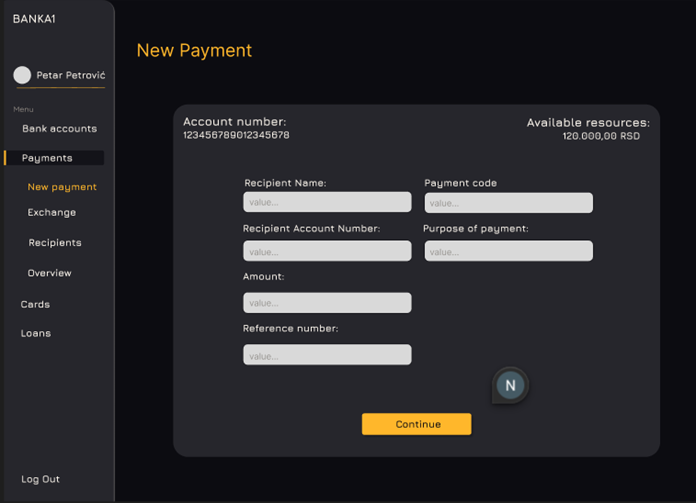 BANKA1
Petar Petrović
Menu
Bank accounts
Payments
New payment
Exchange
Recipients
Overview
Cards
Loans
Log Out
New Payment
Account number:
123456789012345678
Available resources:
120.000,00 RSD
Recipient Name:
value...
Payment code
value...
Recipient Account Number:
value...
Purpose of payment:
value...
Amount:
value...
Reference number:
value...
N
Continue